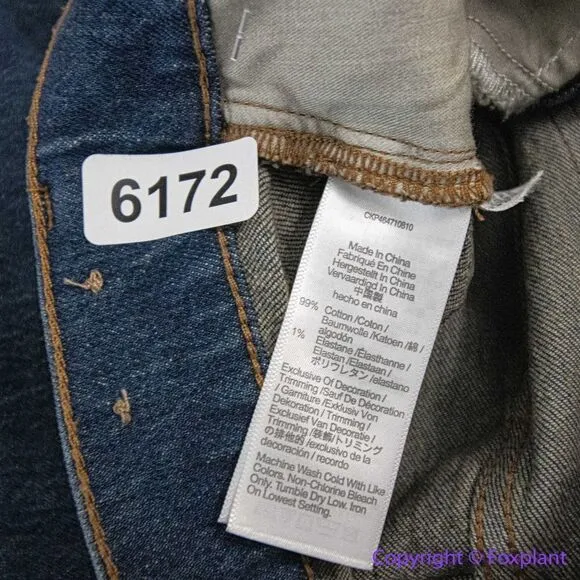 6172
CKP464710810
Made In China
Fabriqué En Chine
Hergestellt In China
Vervaardigd In China
中国製
hecho en china
99% Cotton /Coton /
Baumwolle /Katoen /綿 /
algodón
1% Elastane /Élasthanne /
Elastan /Elastaan /
ポリウレタン /elastano
Exclusive Of Decoration /
Trimming /Sauf De Décoration
/ Garniture /Exklusiv Von
Dekoration / Trimming /
Exclusief Van Decoratie /
Trimming /装飾/トリミング
の排他的 /exclusivo de la
decoración / recordo
Machine Wash Cold With Like
Colors. Non-Chlorine Bleach
Only. Tumble Dry Low. Iron
On Lowest Setting.
Copyright © Foxplant